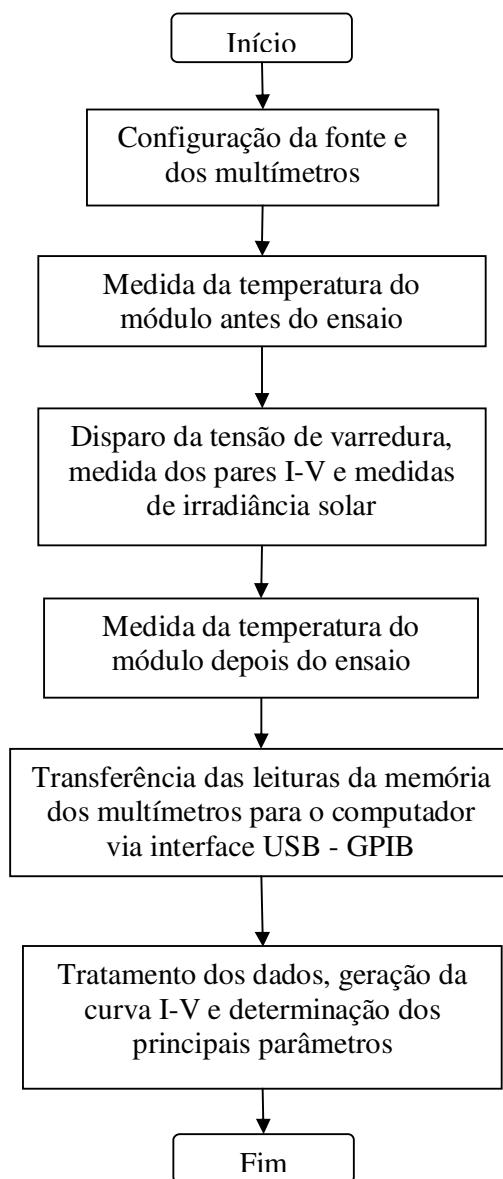 Início
Configuração da fonte e
dos multímetros
Medida da temperatura do
módulo antes do ensaio
Disparo da tensão de varredura,
medida dos pares I-V e medidas
de irradiância solar
Medida da temperatura do
módulo depois do ensaio
Transferência das leituras da memória
dos multímetros para o computador
via interface USB - GPIB
Tratamento dos dados, geração da
curva I-V e determinação dos
principais parâmetros
Fim